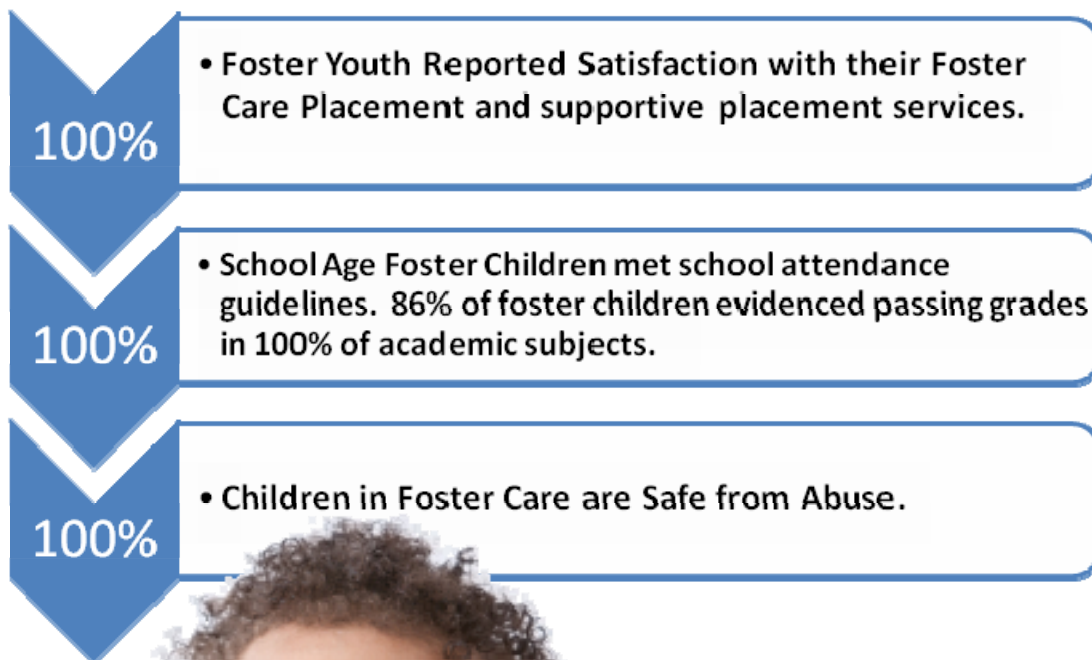 100%
• Foster Youth Reported Satisfaction with their Foster
Care Placement and supportive placement services.
100%
• School Age Foster Children met school attendance
guidelines. 86% of foster children evidenced passing grades
in 100% of academic subjects.
100%
• Children in Foster Care are Safe from Abuse.